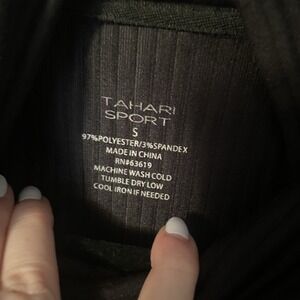 TAHARI
SPORT
S
97%POLYESTER/3%SPANDEX
MADE IN CHINA
RN#63619
MACHINE WASH COLD
TUMBLE DRY LOW
COOL IRON IF NEEDED